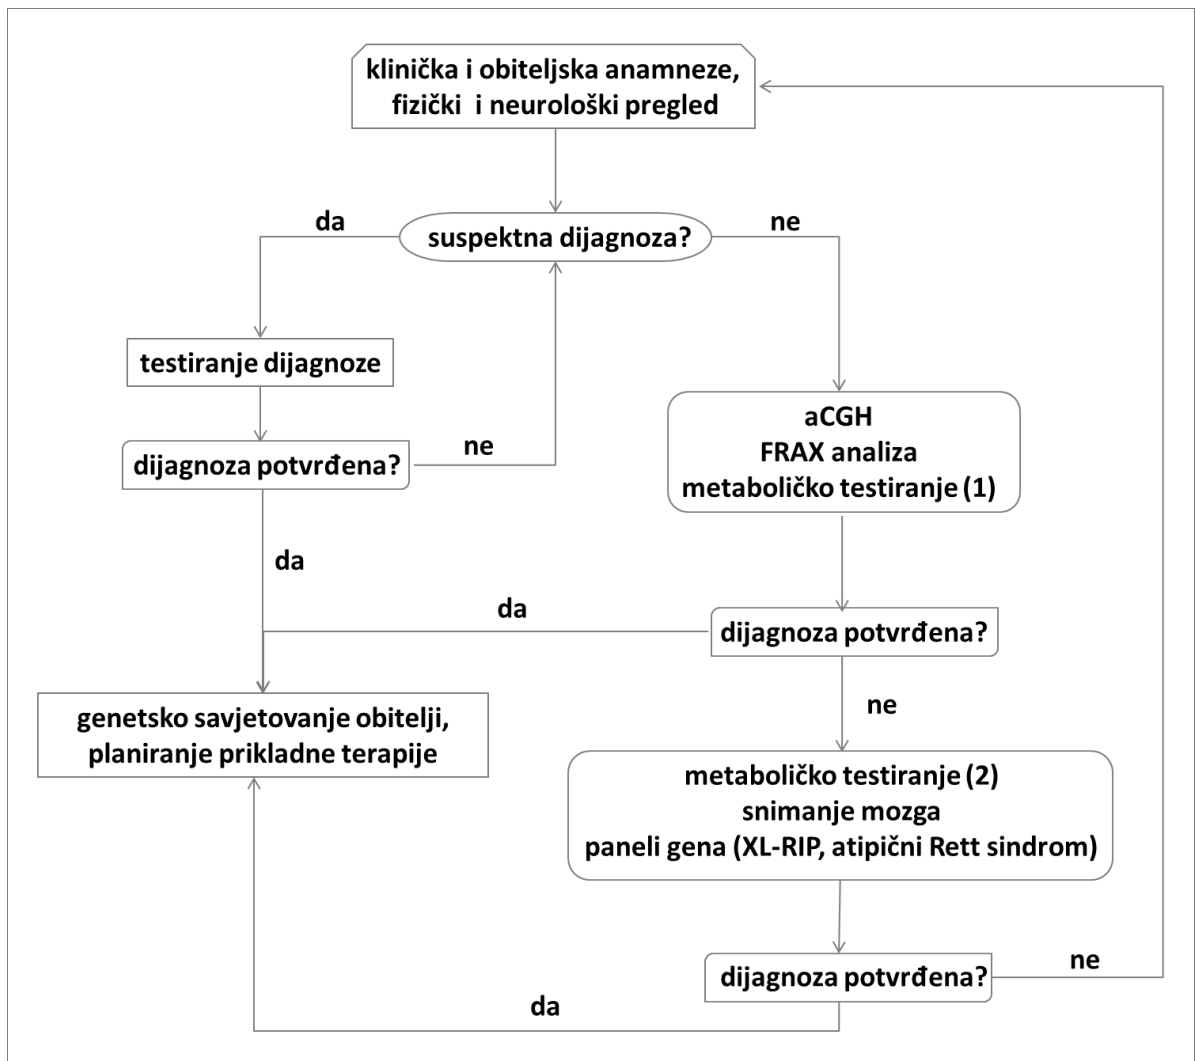 klinička i obiteljska anamneze,
fizički i neurološki pregled
da
suspektna dijagnoza?
ne
testiranje dijagnoze
dijagnoza potvrđena?
ne
aCGH
FRAX analiza
metaboličko testiranje (1)
da
da
dijagnoza potvrđena?
ne
genetsko savjetovanje obitelji,
planiranje prikladne terapije
metaboličko testiranje (2)
snimanje mozga
paneli gena (XL-RIP, atipični Rett sindrom)
dijagnoza potvrđena?
ne
da